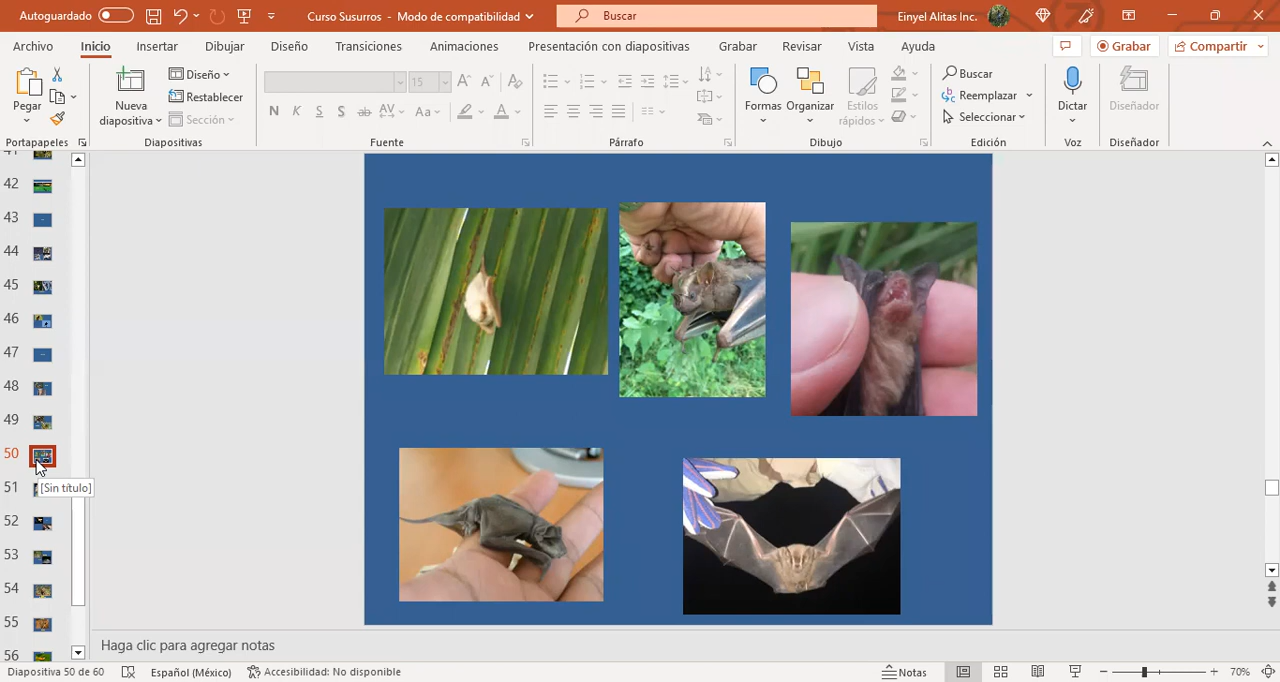 Autoguardado
Curso Susurros - Modo de compatibilidad
Buscar
Einyel Alitas Inc.
Archivo Inicio Insertar Dibujar Diseño Transiciones Animaciones Presentación con diapositivas Grabar Revisar Vista Ayuda Grabar Compartir
Pegar
Portapapeles
Nueva diapositiva
Diseño
Restablecer
Sección
Diapositivas
15
N K S S ab AV Aa A
Fuente
Párrafo
Formas
Organizar
Estilos rápidos
Dibujo
Buscar
Reemplazar
Seleccionar
Edición
Dictar
Voz
Diseñador
Diseñador
41
42
43
44
45
46
47
48
49
50
[Sin título]
51
52
53
54
55
56
Haga clic para agregar notas
Diapositiva 50 de 60 Español (México) Accesibilidad: No disponible Notas 70%